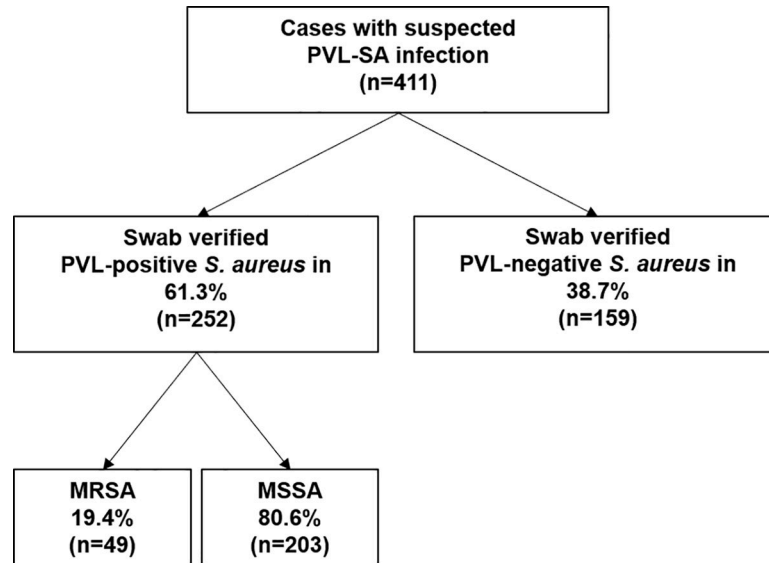 Cases with suspected
PVL-SA infection
(n=411)
Swab verified
PVL-positive S. aureus in
61.3%
(n=252)
Swab verified
PVL-negative S. aureus in
38.7%
(n=159)
MRSA
19.4%
(n=49)
MSSA
80.6%
(n=203)